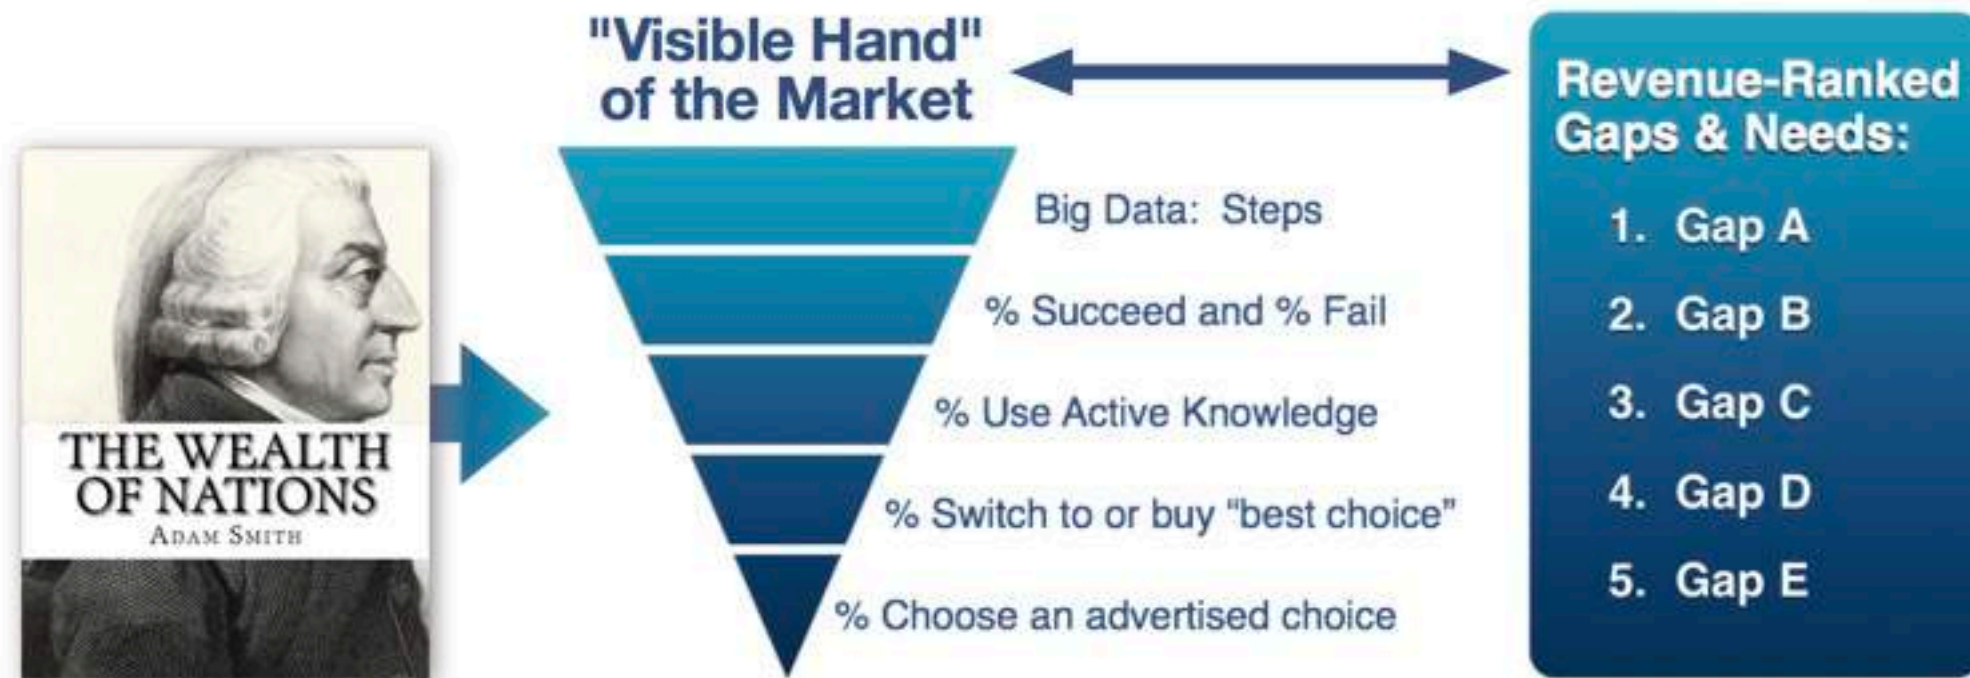 "Visible Hand"
of the Market
THE WEALTH
OF NATIONS
ADAM SMITH
Big Data: Steps
% Succeed and % Fail
% Use Active Knowledge
% Switch to or buy “best choice”
% Choose an advertised choice
Revenue-Ranked
Gaps & Needs:
1. Gap A
2. Gap B
3. Gap C
4. Gap D
5. Gap E